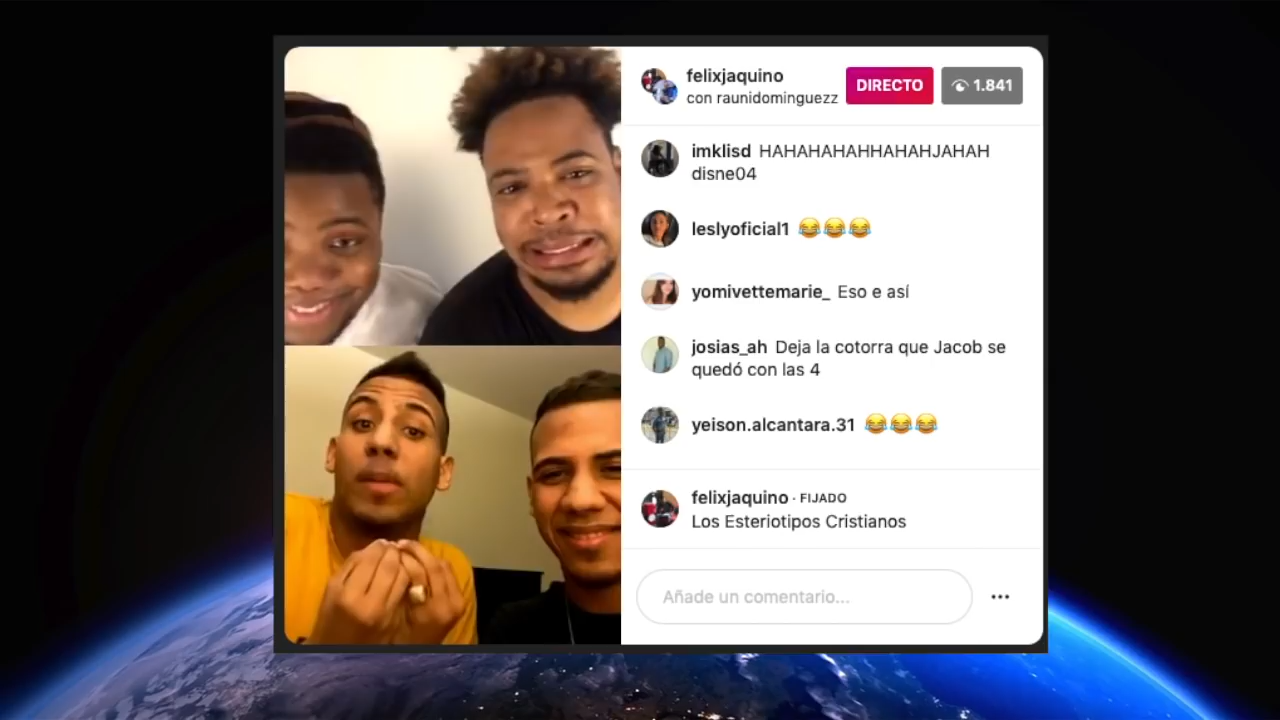 felixjaquino
con raunidominguezz
DIRECTO
1.841
imklisd HAHAHAHAHHAHAHJAHAH
disne04
leslyoficial1 😂😂😂
yomivettemarie_ Eso e así
josias_ah Deja la cotorra que Jacob se
quedó con las 4
yeison.alcantara.31 😂😂😂
felixjaquino · FIJADO
Los Esteriotipos Cristianos
Añade un comentario...